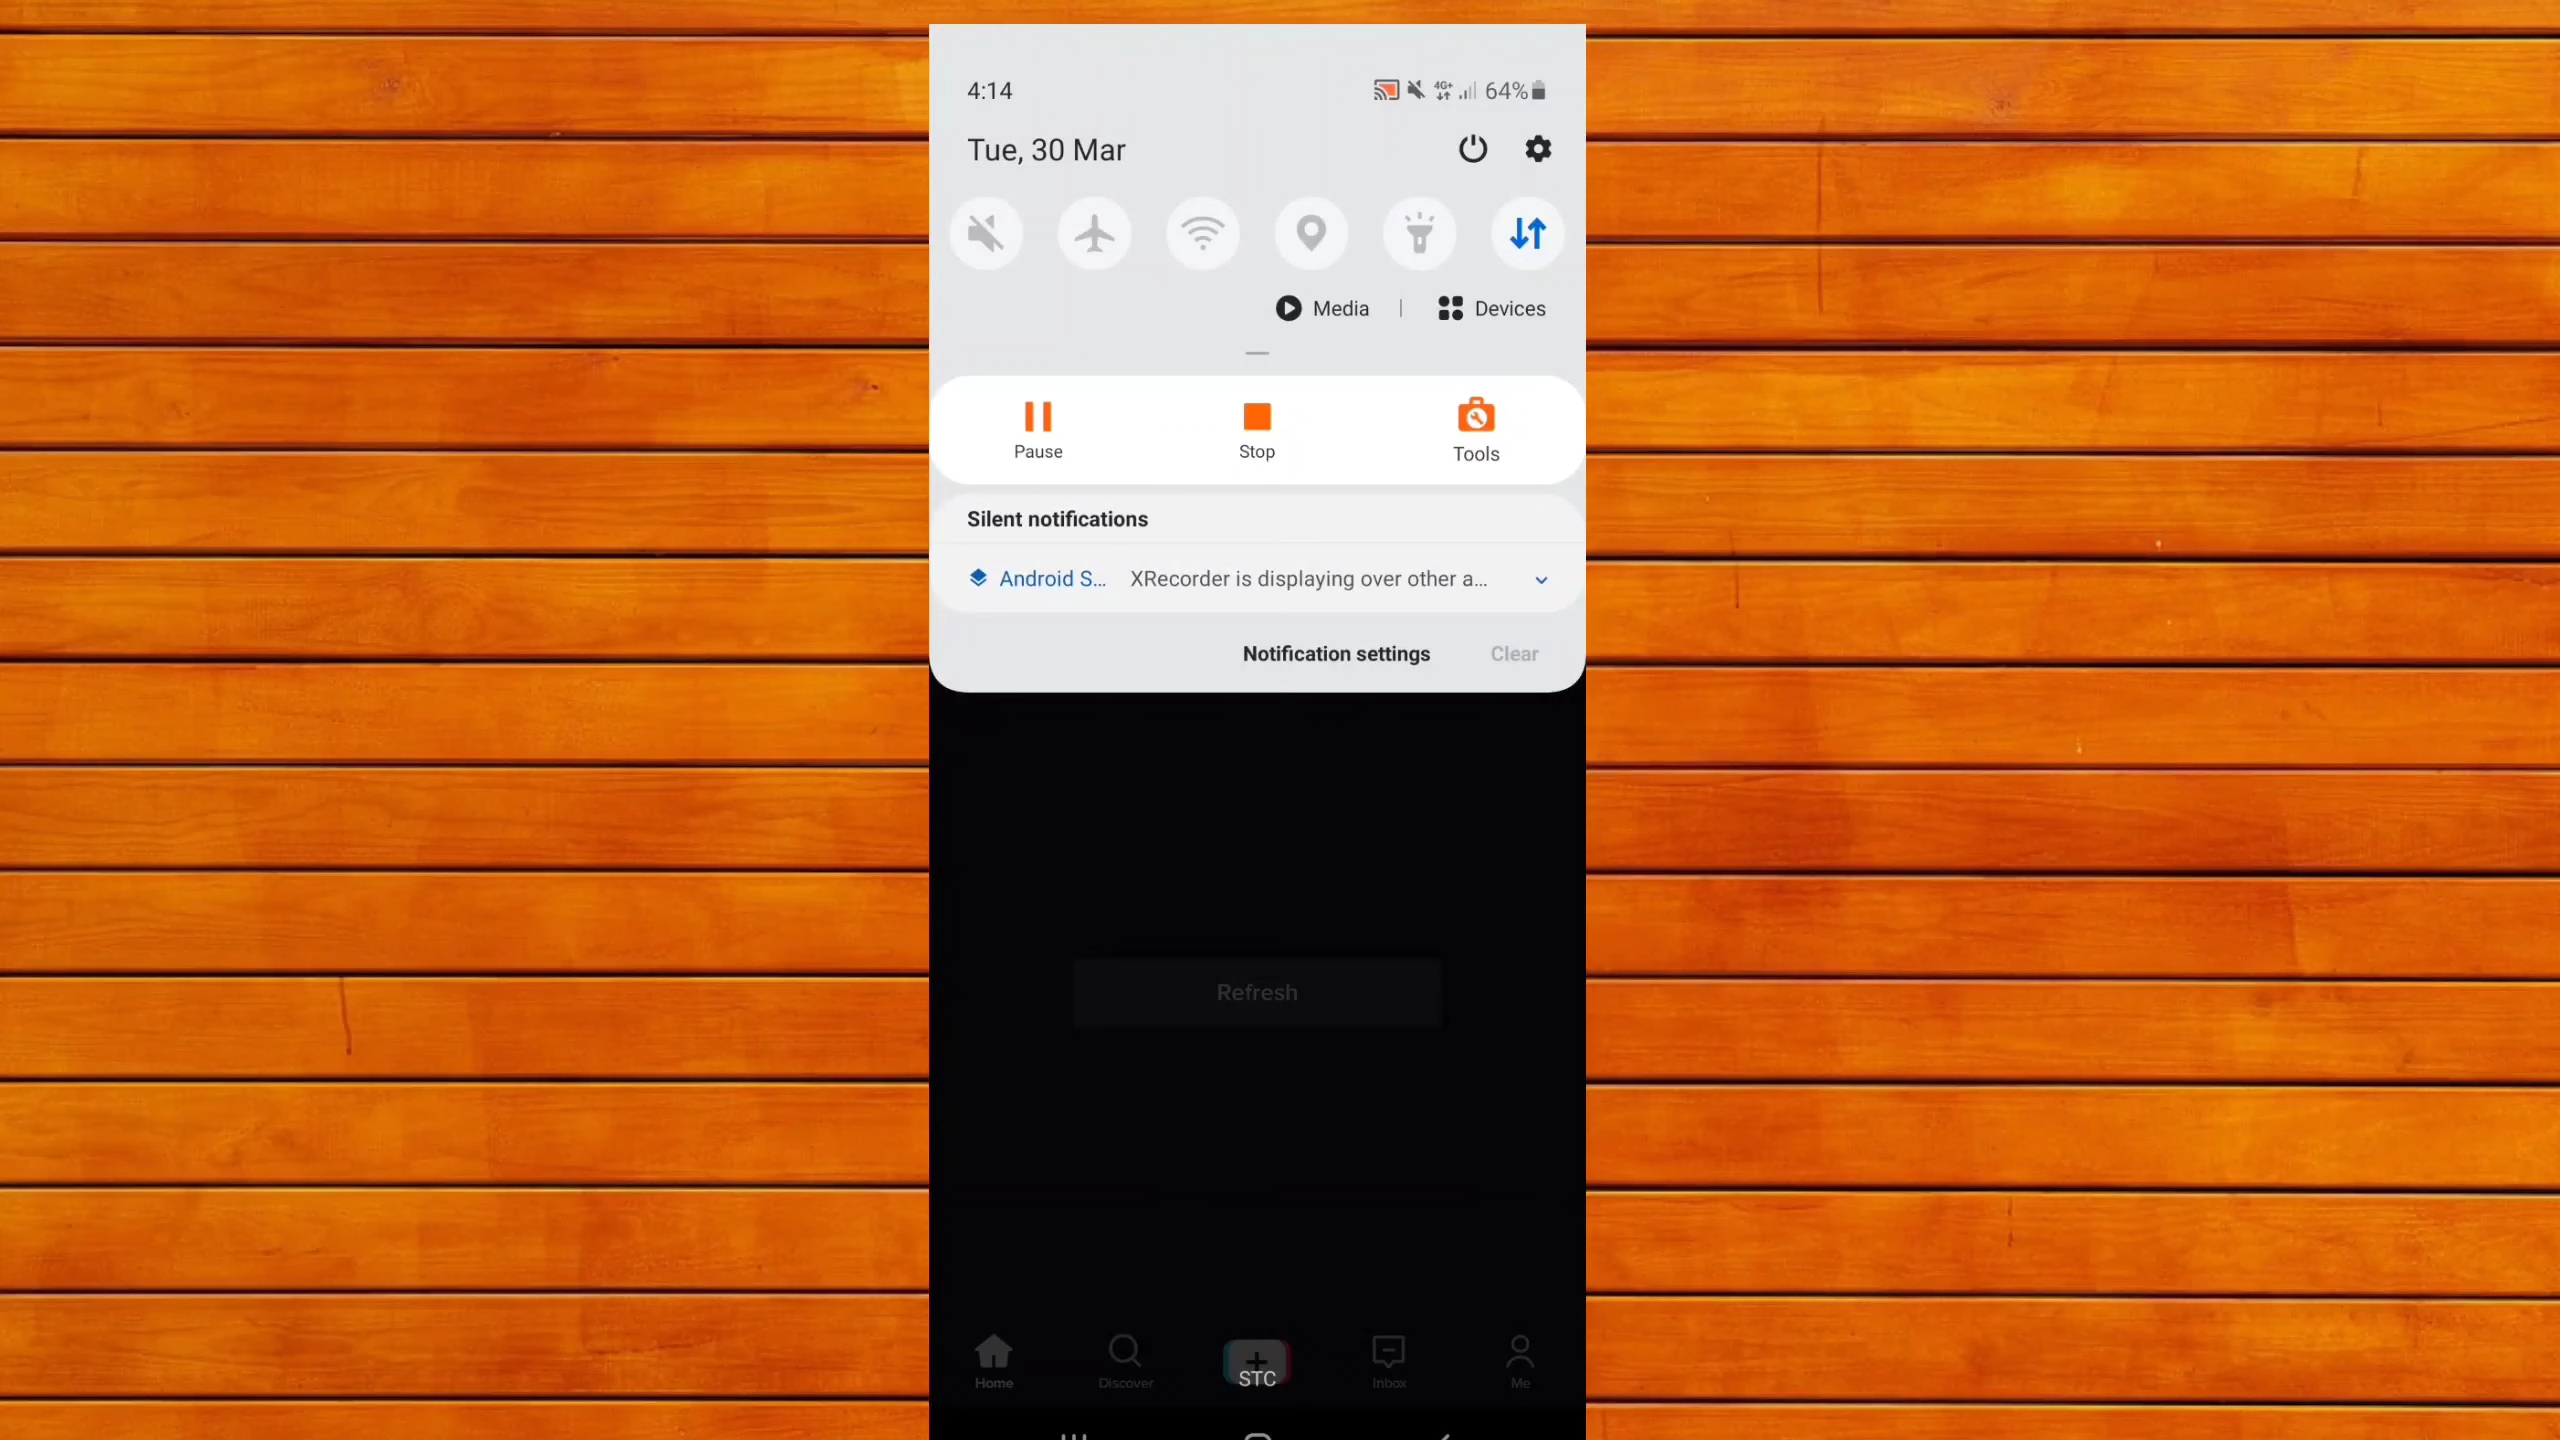 4:14
4G+ 64%
Tue, 30 Mar
Media | Devices
Pause Stop Tools
Silent notifications
Android S... XRecorder is displaying over other a...
Notification settings Clear
Refresh
Home Discover STC Inbox Me